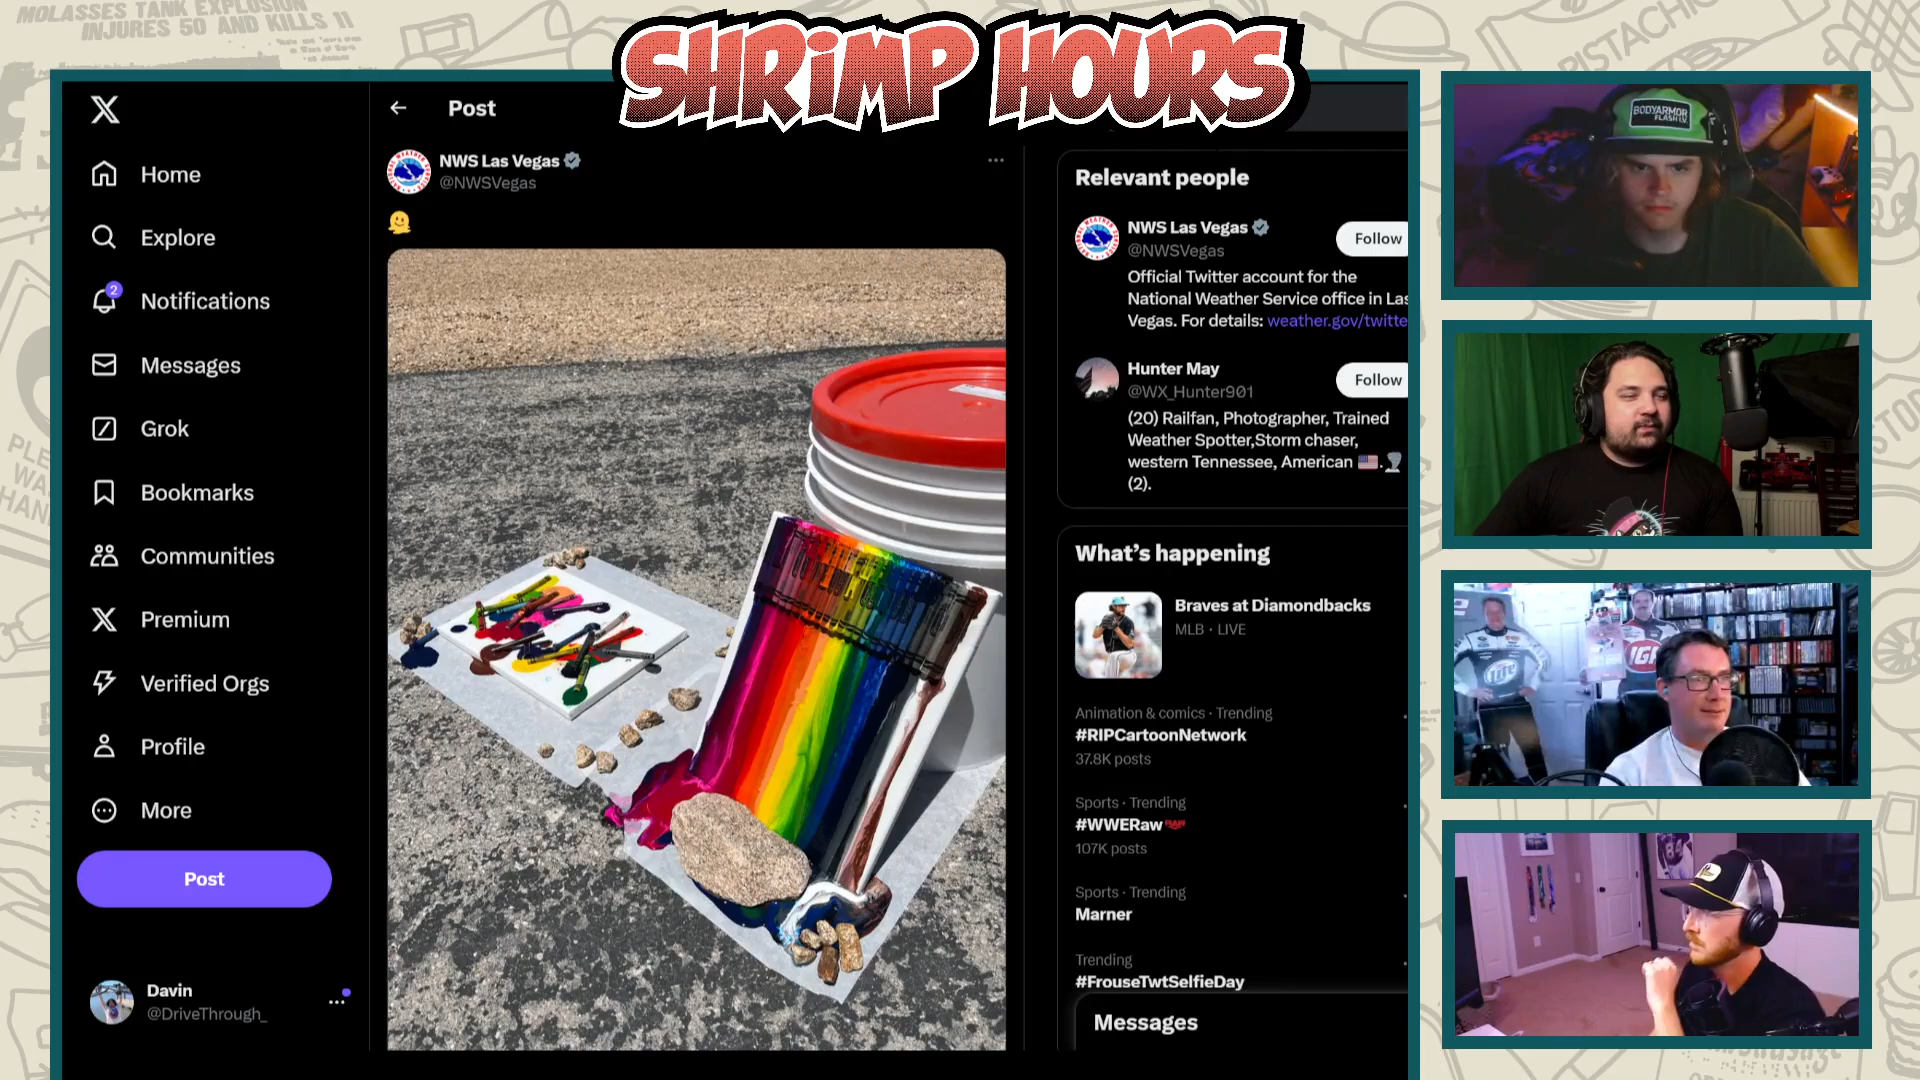 MOLASSES TANK EXPLOSION
INJURES 50 AND KILLS 11
SHRIMP HOURS
PISTACHIO
Home
Explore
2
Notifications
Messages
Grok
Bookmarks
Communities
Premium
Verified Orgs
Profile
More
Post
Davin
@DriveThrough_
Post
NWS Las Vegas
@NWSVegas
Relevant people
NWS Las Vegas
@NWSVegas
Follow
Official Twitter account for the
National Weather Service office in Las
Vegas. For details: weather.gov/twitte
Hunter May
@WX_Hunter901
Follow
(20) Railfan, Photographer, Trained
Weather Spotter,Storm chaser,
western Tennessee, American 🇺🇸.🌪
(2).
What's happening
Braves at Diamondbacks
MLB · LIVE
Animation & comics · Trending
#RIPCartoonNetwork
37.8K posts
Sports · Trending
#WWERaw
107K posts
Sports · Trending
Marner
Trending
#FrouseTwtSelfieDay
Messages
BODYARMOR
FLASH I.V.
Lite
IGA
84